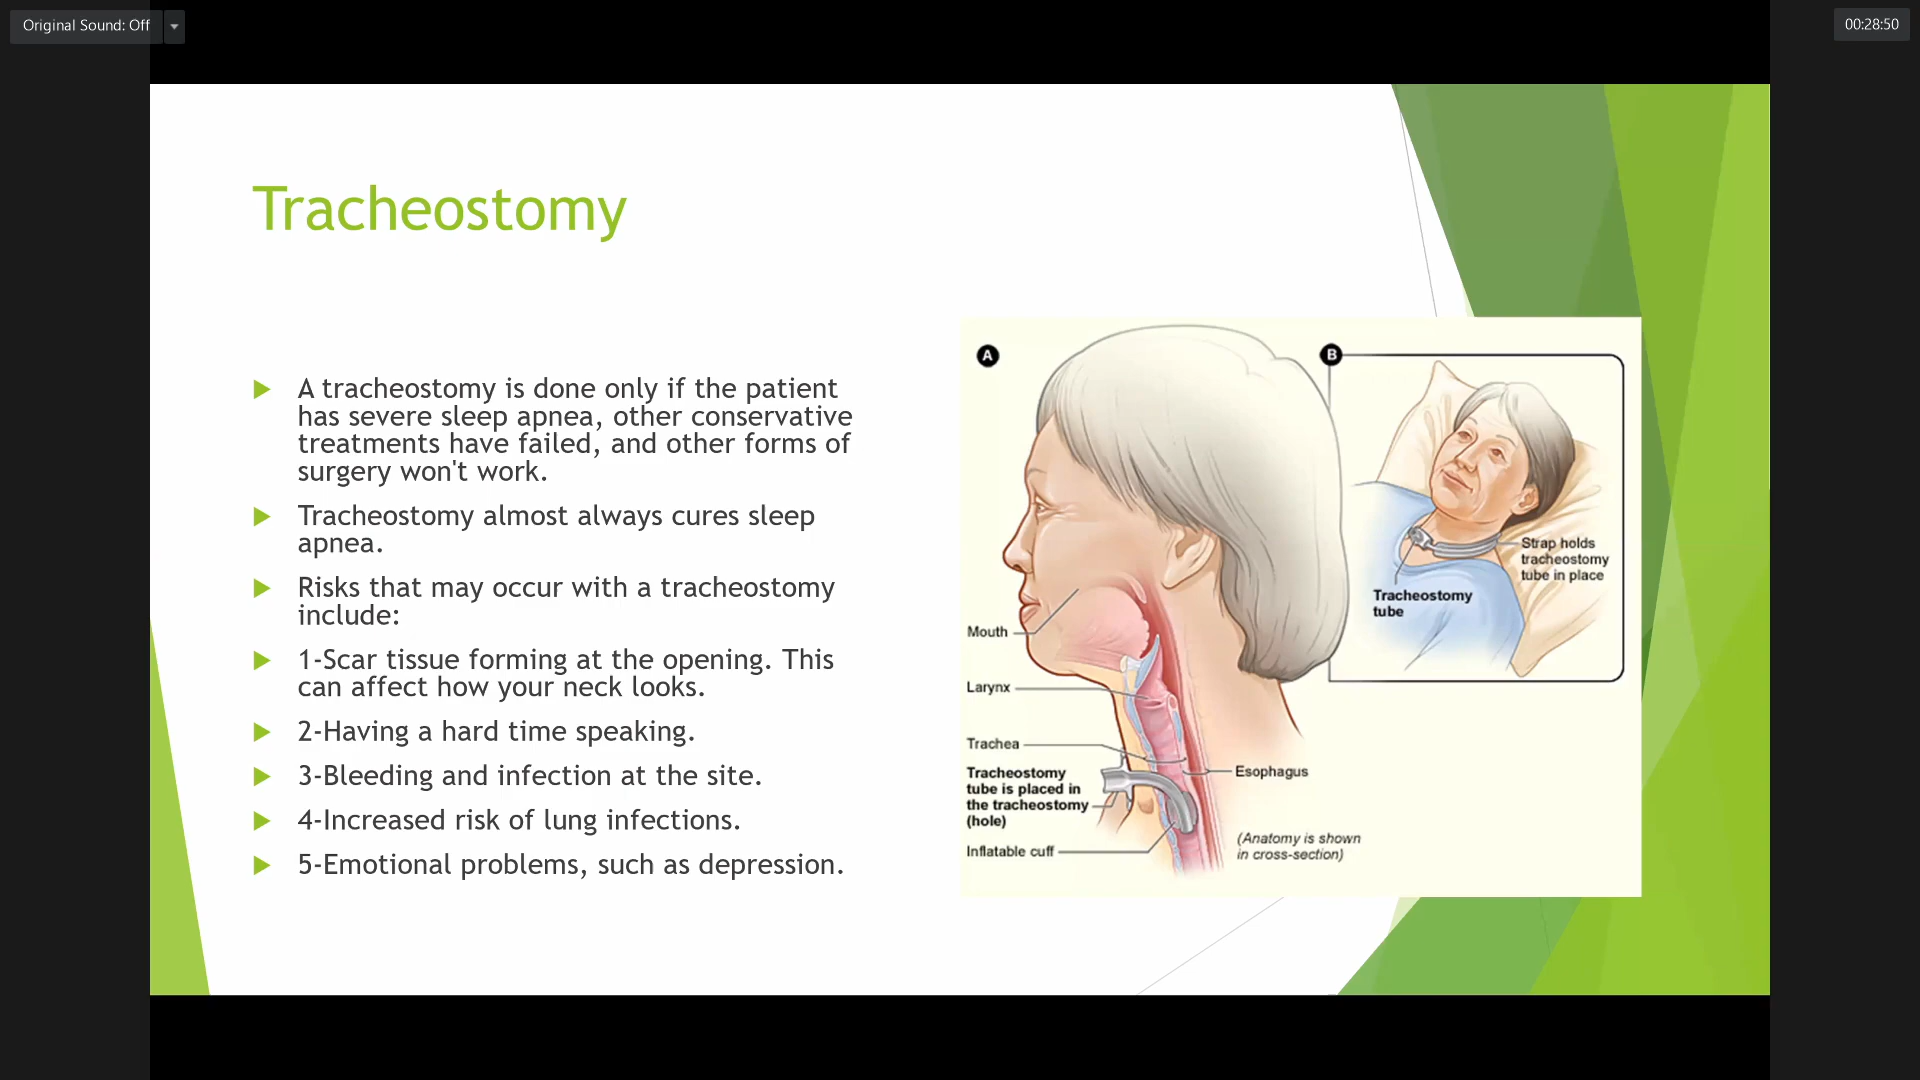 Original Sound: Off
00:28:50
Tracheostomy
A tracheostomy is done only if the patient
has severe sleep apnea, other conservative
treatments have failed, and other forms of
surgery won't work.
Tracheostomy almost always cures sleep
apnea.
Risks that may occur with a tracheostomy
include:
1-Scar tissue forming at the opening. This
can affect how your neck looks.
2-Having a hard time speaking.
3-Bleeding and infection at the site.
4-Increased risk of lung infections.
5-Emotional problems, such as depression.
A
Mouth
Larynx
Trachea
Tracheostomy
tube is placed in
the tracheostomy
(hole)
Inflatable cuff
Esophagus
(Anatomy is shown
in cross-section)
B
Strap holds
tracheostomy
tube in place
Tracheostomy
tube